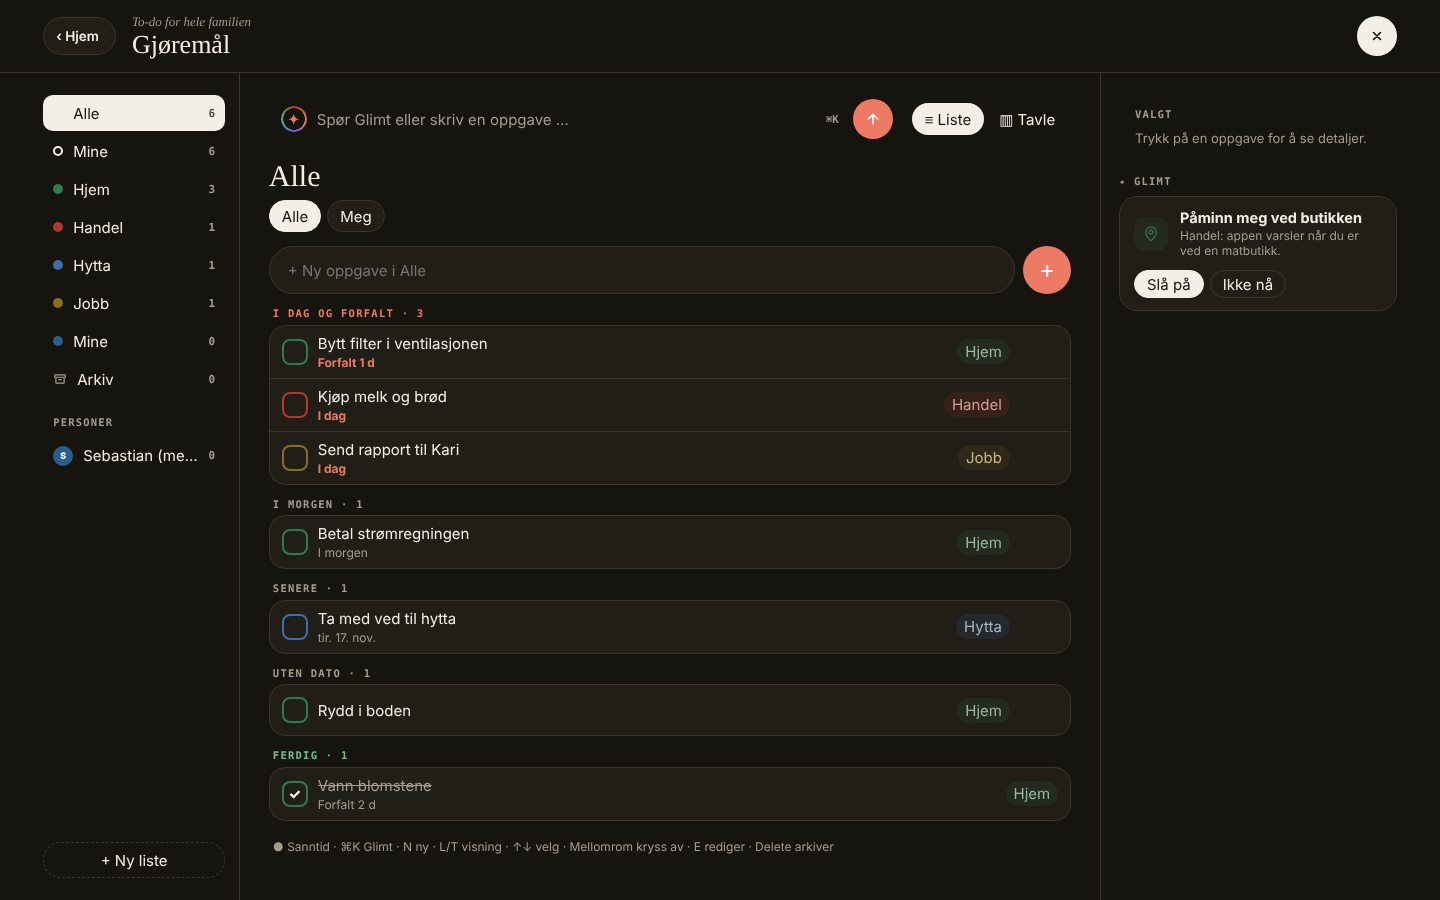 ‹ Hjem
To-do for hele familien
Gjøremål
×
Alle 6
Mine 6
Hjem 3
Handel 1
Hytta 1
Jobb 1
Mine 0
Arkiv 0
PERSONER
S Sebastian (me... 0
+ Ny liste
Spør Glimt eller skriv en oppgave ...
⌘K
≡ Liste
▥ Tavle
Alle
Alle
Meg
+ Ny oppgave i Alle
+
I DAG OG FORFALT · 3
Bytt filter i ventilasjonen
Forfalt 1 d
Hjem
Kjøp melk og brød
I dag
Handel
Send rapport til Kari
I dag
Jobb
I MORGEN · 1
Betal strømregningen
I morgen
Hjem
SENERE · 1
Ta med ved til hytta
tir. 17. nov.
Hytta
UTEN DATO · 1
Rydd i boden
Hjem
FERDIG · 1
Vann blomstene
Forfalt 2 d
Hjem
● Sanntid · ⌘K Glimt · N ny · L/T visning · ↑↓ velg · Mellomrom kryss av · E rediger · Delete arkiver
VALGT
Trykk på en oppgave for å se detaljer.
✦ GLIMT
Påminn meg ved butikken
Handel: appen varsler når du er
ved en matbutikk.
Slå på
Ikke nå